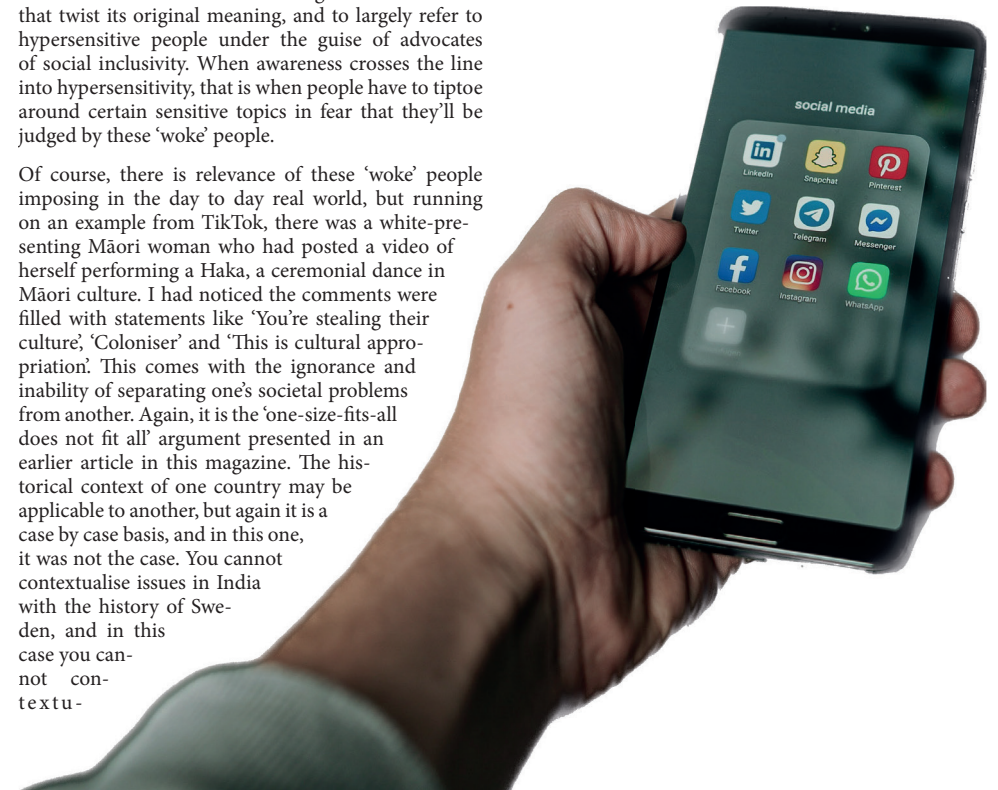 that twist its original meaning, and to largely refer to
hypersensitive people under the guise of advocates
of social inclusivity. When awareness crosses the line
into hypersensitivity, that is when people have to tiptoe
around certain sensitive topics in fear that they’ll be
judged by these ‘woke’ people.
Of course, there is relevance of these ‘woke’ people
imposing in the day to day real world, but running
on an example from TikTok, there was a white-pre-
senting Māori woman who had posted a video of
herself performing a Haka, a ceremonial dance in
Māori culture. I had noticed the comments were
filled with statements like ‘You’re stealing their
culture’, ‘Coloniser’ and ‘This is cultural appro-
priation’. This comes with the ignorance and
inability of separating one’s societal problems
from another. Again, it is the ‘one-size-fits-all
does not fit all’ argument presented in an
earlier article in this magazine. The his-
torical context of one country may be
applicable to another, but again it is a
case by case basis, and in this one,
it was not the case. You cannot
contextualise issues in India
with the history of Swe-
den, and in this
case you can-
not con-
textu-
social media
LinkedIn Snapchat Pinterest
Twitter Telegram Messenger
Facebook Instagram WhatsApp